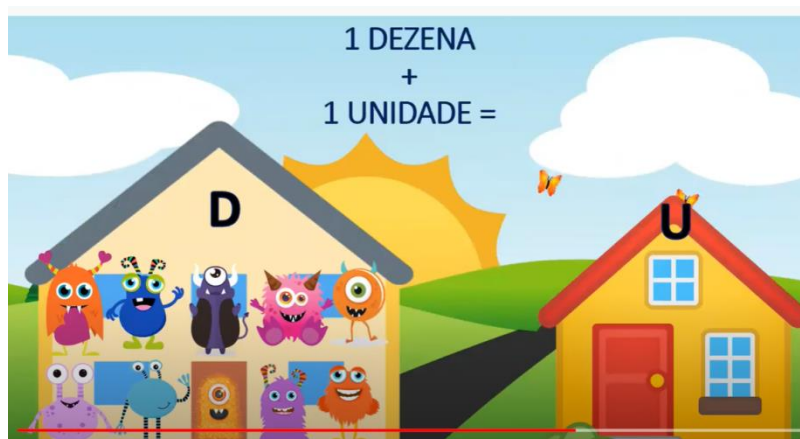 1 DEZENA
+
1 UNIDADE =
D
U